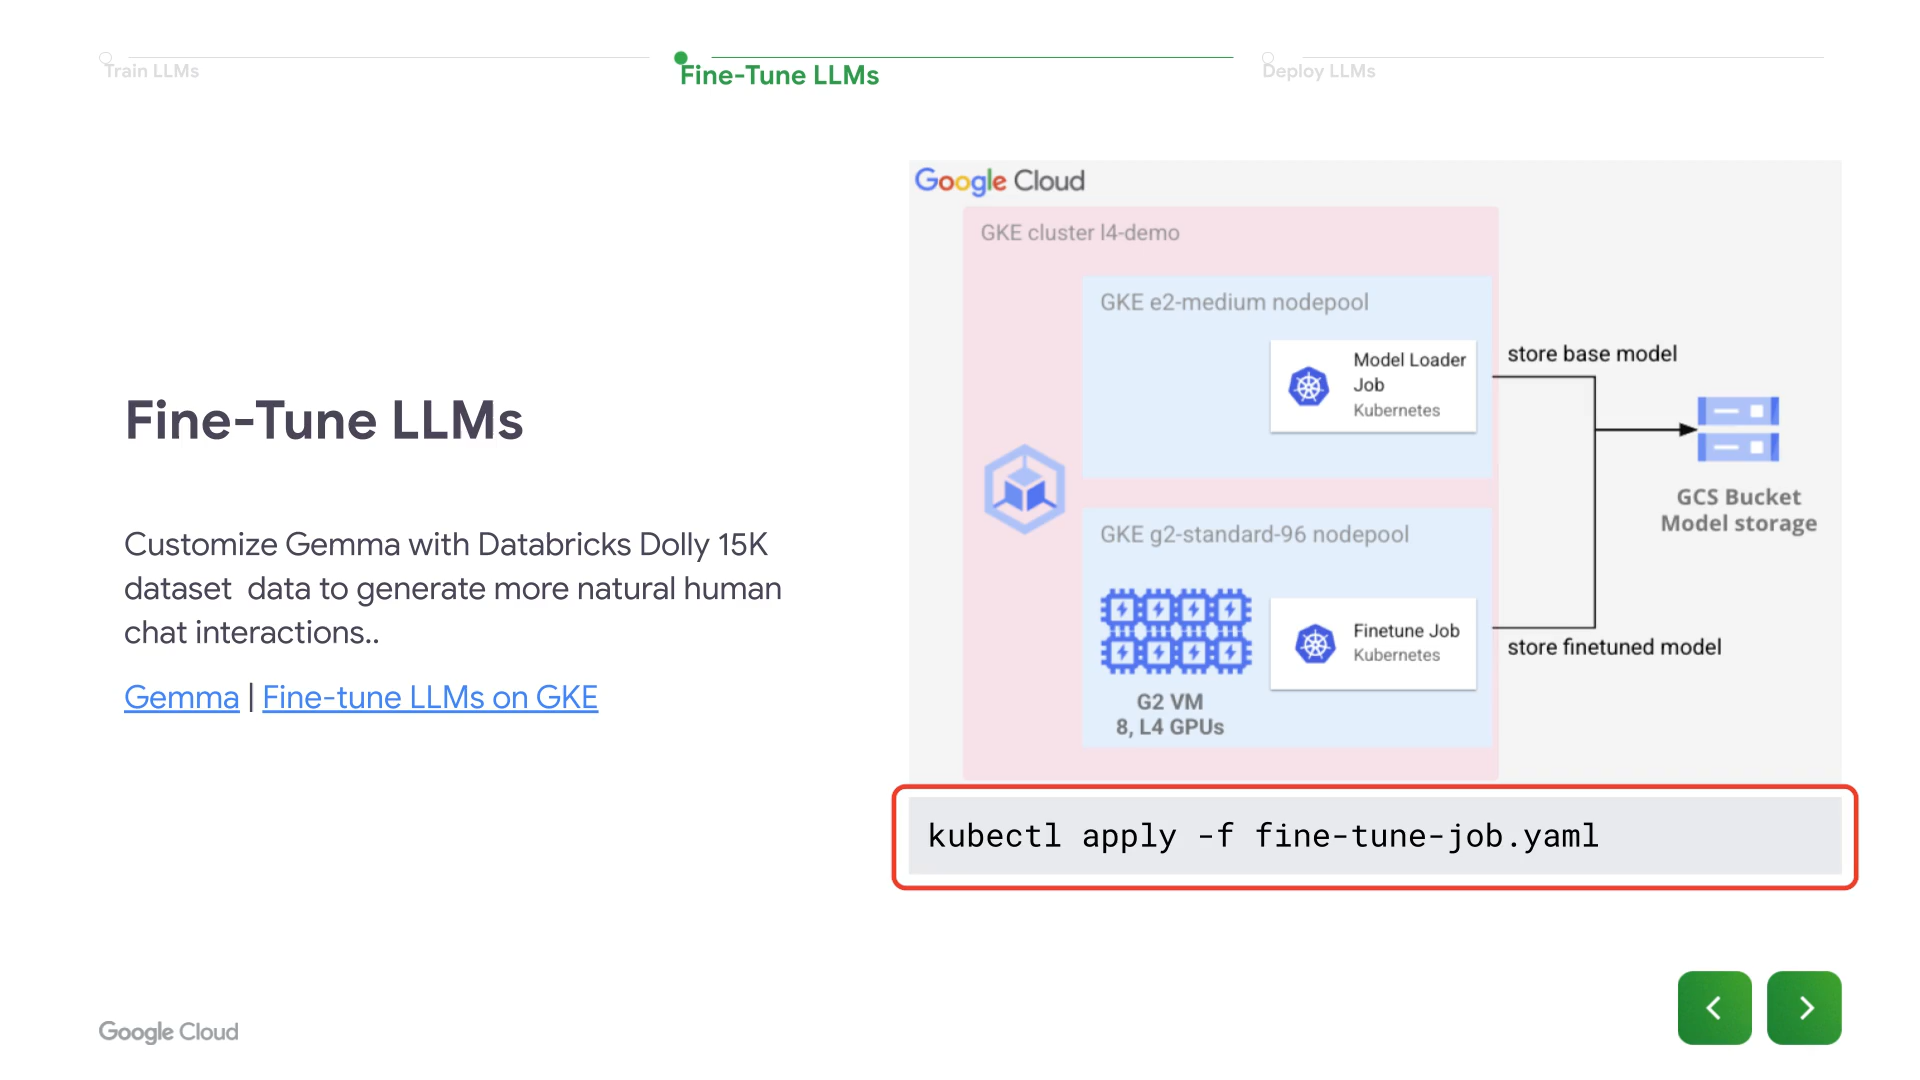 Train LLMs
Fine-Tune LLMs
Deploy LLMs
Fine-Tune LLMs
Customize Gemma with Databricks Dolly 15K
dataset  data to generate more natural human
chat interactions..
Gemma | Fine-tune LLMs on GKE
Google Cloud
GKE cluster l4-demo
GKE e2-medium nodepool
Model Loader
Job
Kubernetes
store base model
GCS Bucket
Model storage
GKE g2-standard-96 nodepool
G2 VM
8, L4 GPUs
Finetune Job
Kubernetes
store finetuned model
kubectl apply -f fine-tune-job.yaml
Google Cloud